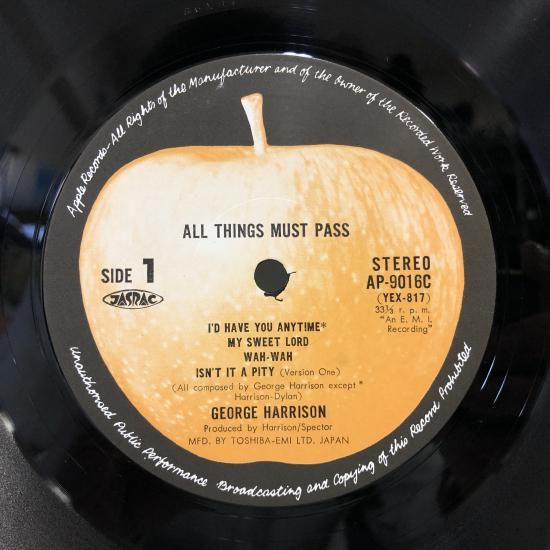 Apple Records-All Rights of the Manufacturer and of the Owner of the Recorded Work Reserved
ALL THINGS MUST PASS
SIDE 1
JASRAC
STEREO
AP-9016C
(YEX-817)
33⅓ r. p. m.
"An E. M. I.
Recording"
I'D HAVE YOU ANYTIME*
MY SWEET LORD
WAH-WAH
ISN'T IT A PITY (Version One)
(All composed by George Harrison except*
Harrison-Dylan)
GEORGE HARRISON
Produced by Harrison/Spector
MFD. BY TOSHIBA-EMI LTD. JAPAN
Unauthorised Public Performance Broadcasting and Copying of this Record Prohibited